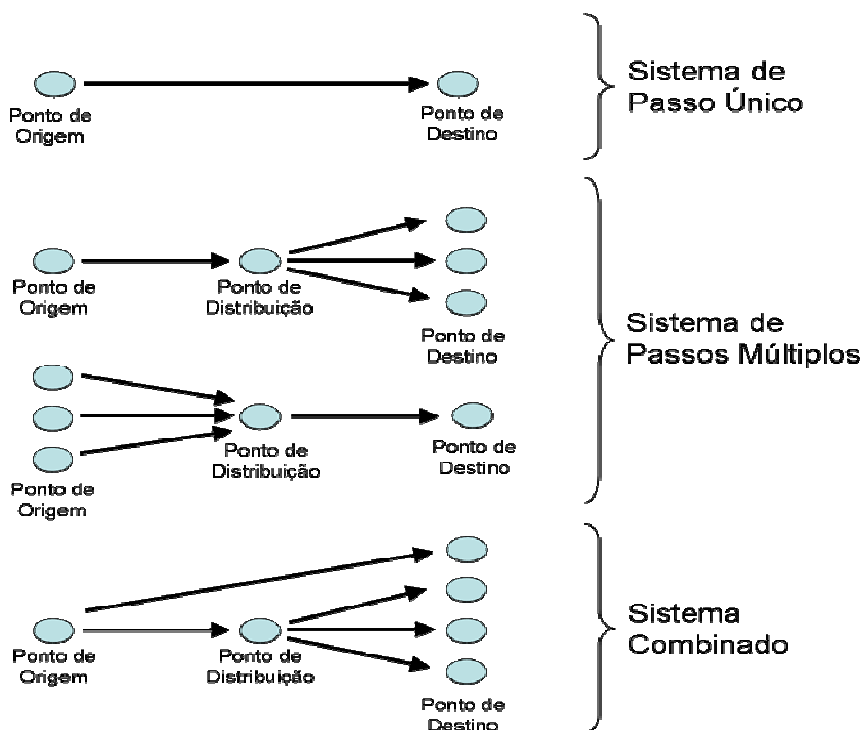 Ponto de
Origem
Ponto de
Destino
Sistema de
Passo Único
Ponto de
Origem
Ponto de
Distribuição
Ponto de
Destino
Ponto de
Origem
Ponto de
Distribuição
Ponto de
Destino
Sistema de
Passos Múltiplos
Ponto de
Origem
Ponto de
Distribuição
Ponto de
Destino
Sistema
Combinado